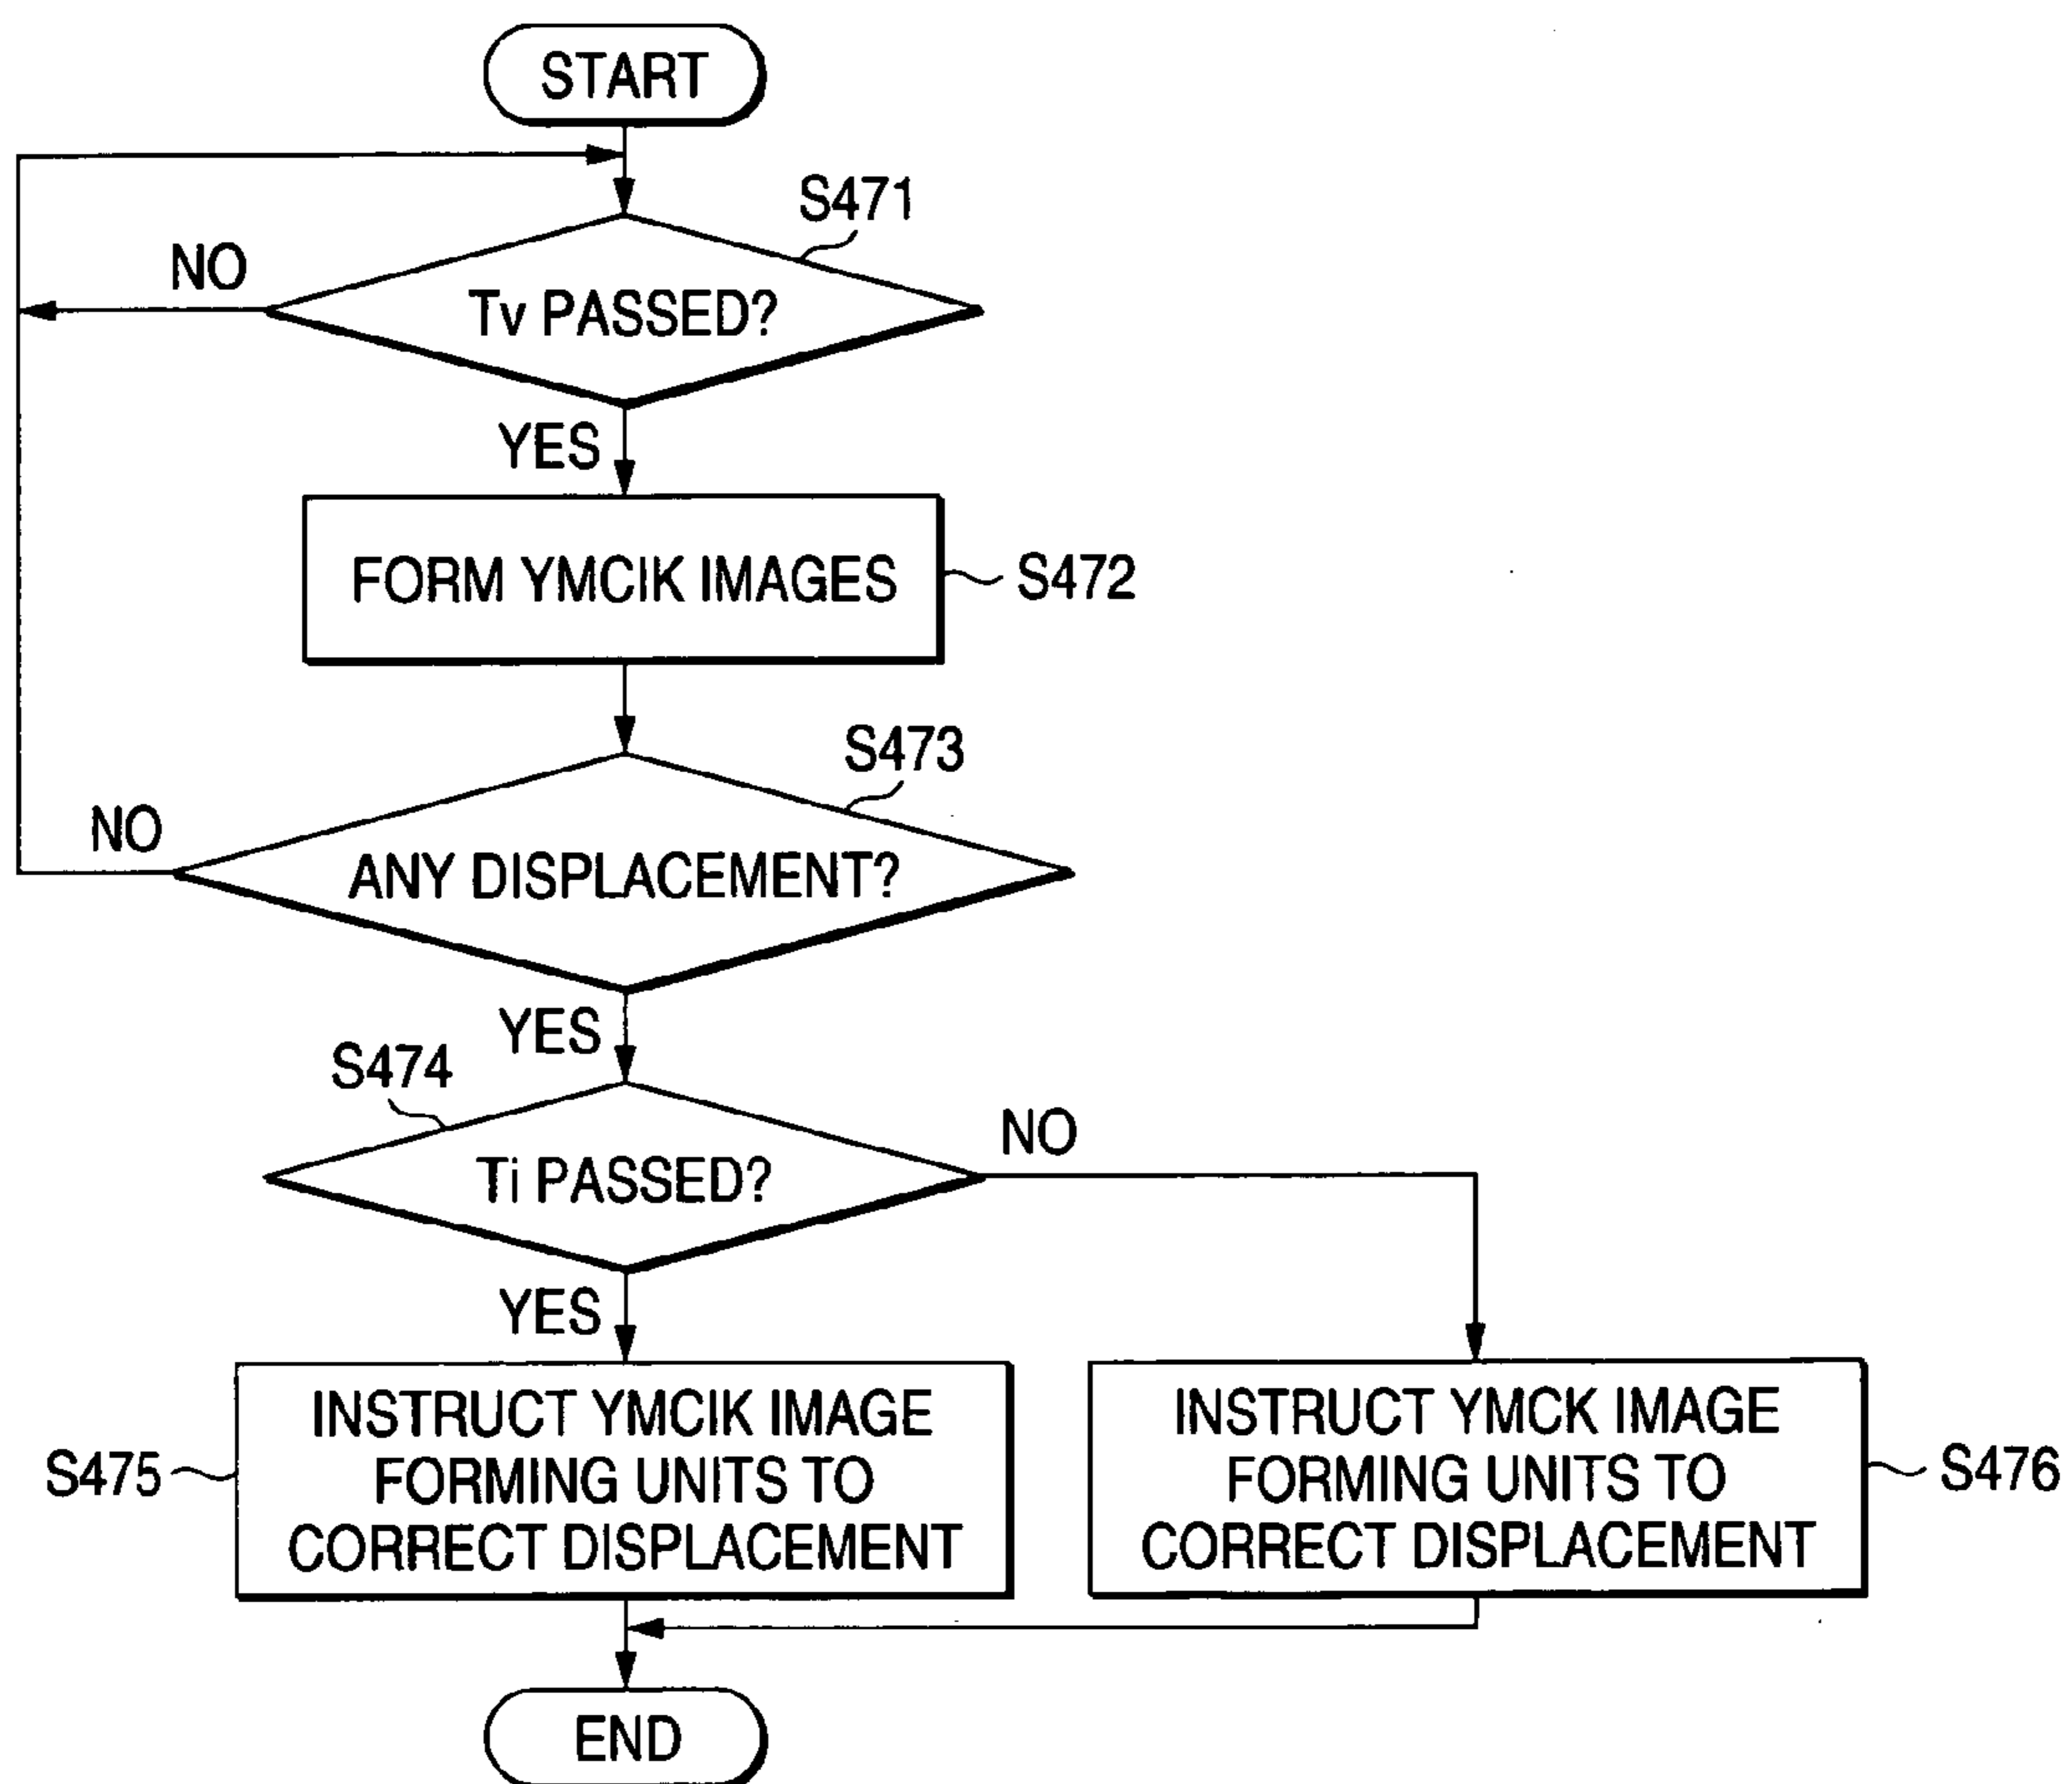 START
S471
NO
Tv PASSED?
YES
FORM YMCIK IMAGES
S472
S473
NO
ANY DISPLACEMENT?
YES
S474
NO
Ti PASSED?
YES
INSTRUCT YMCIK IMAGE
FORMING UNITS TO
CORRECT DISPLACEMENT
S475
INSTRUCT YMCK IMAGE
FORMING UNITS TO
CORRECT DISPLACEMENT
S476
END